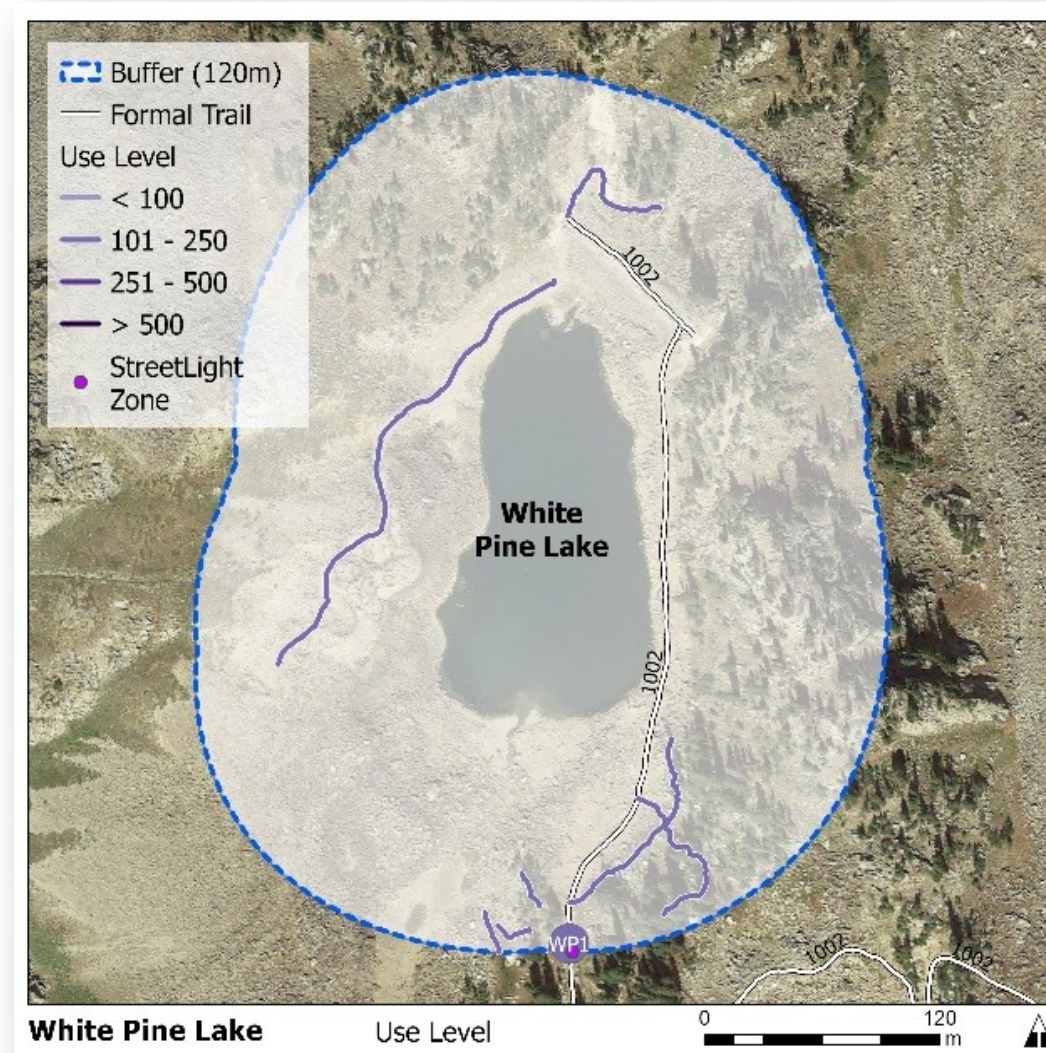 Buffer (120m)
Formal Trail
Use Level
< 100
101 - 250
251 - 500
> 500
StreetLight
Zone
1002
White
Pine Lake
1002
WP1
1002
1002
White Pine Lake
Use Level
0
120
m